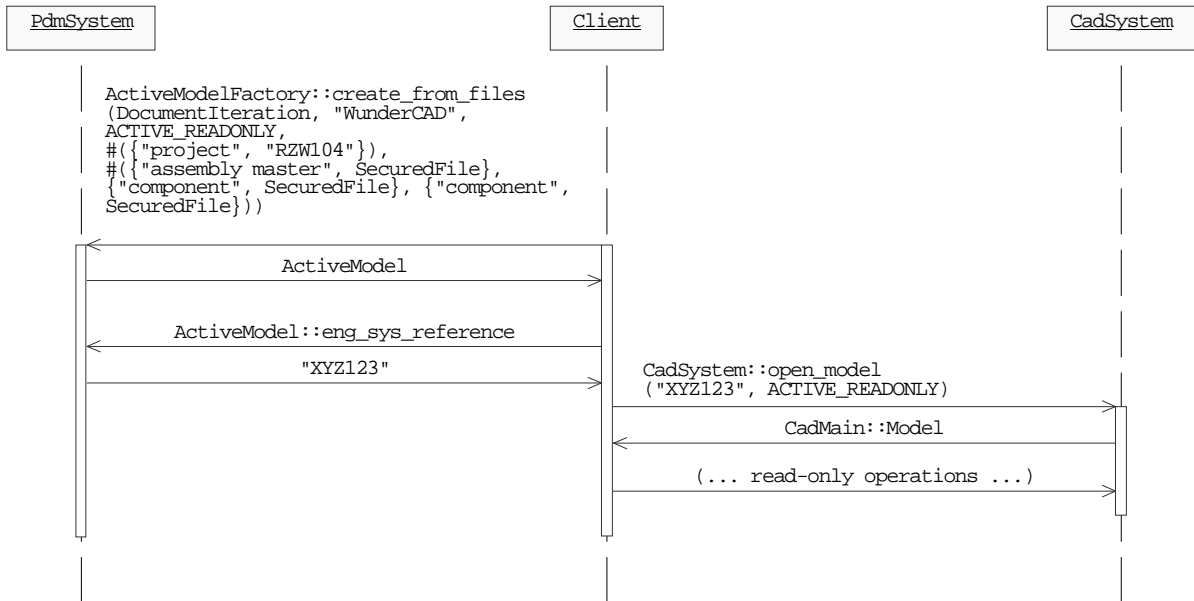 PdmSystem
Client
CadSystem
ActiveModelFactory::create_from_files
(DocumentIteration, "WunderCAD",
ACTIVE_READONLY,
#({"project", "RZW104"}),
#({"assembly master", SecuredFile},
{"component", SecuredFile}, {"component",
SecuredFile}))
ActiveModel
ActiveModel::eng_sys_reference
"XYZ123"
CadSystem::open_model
("XYZ123", ACTIVE_READONLY)
CadMain::Model
(... read-only operations ...)